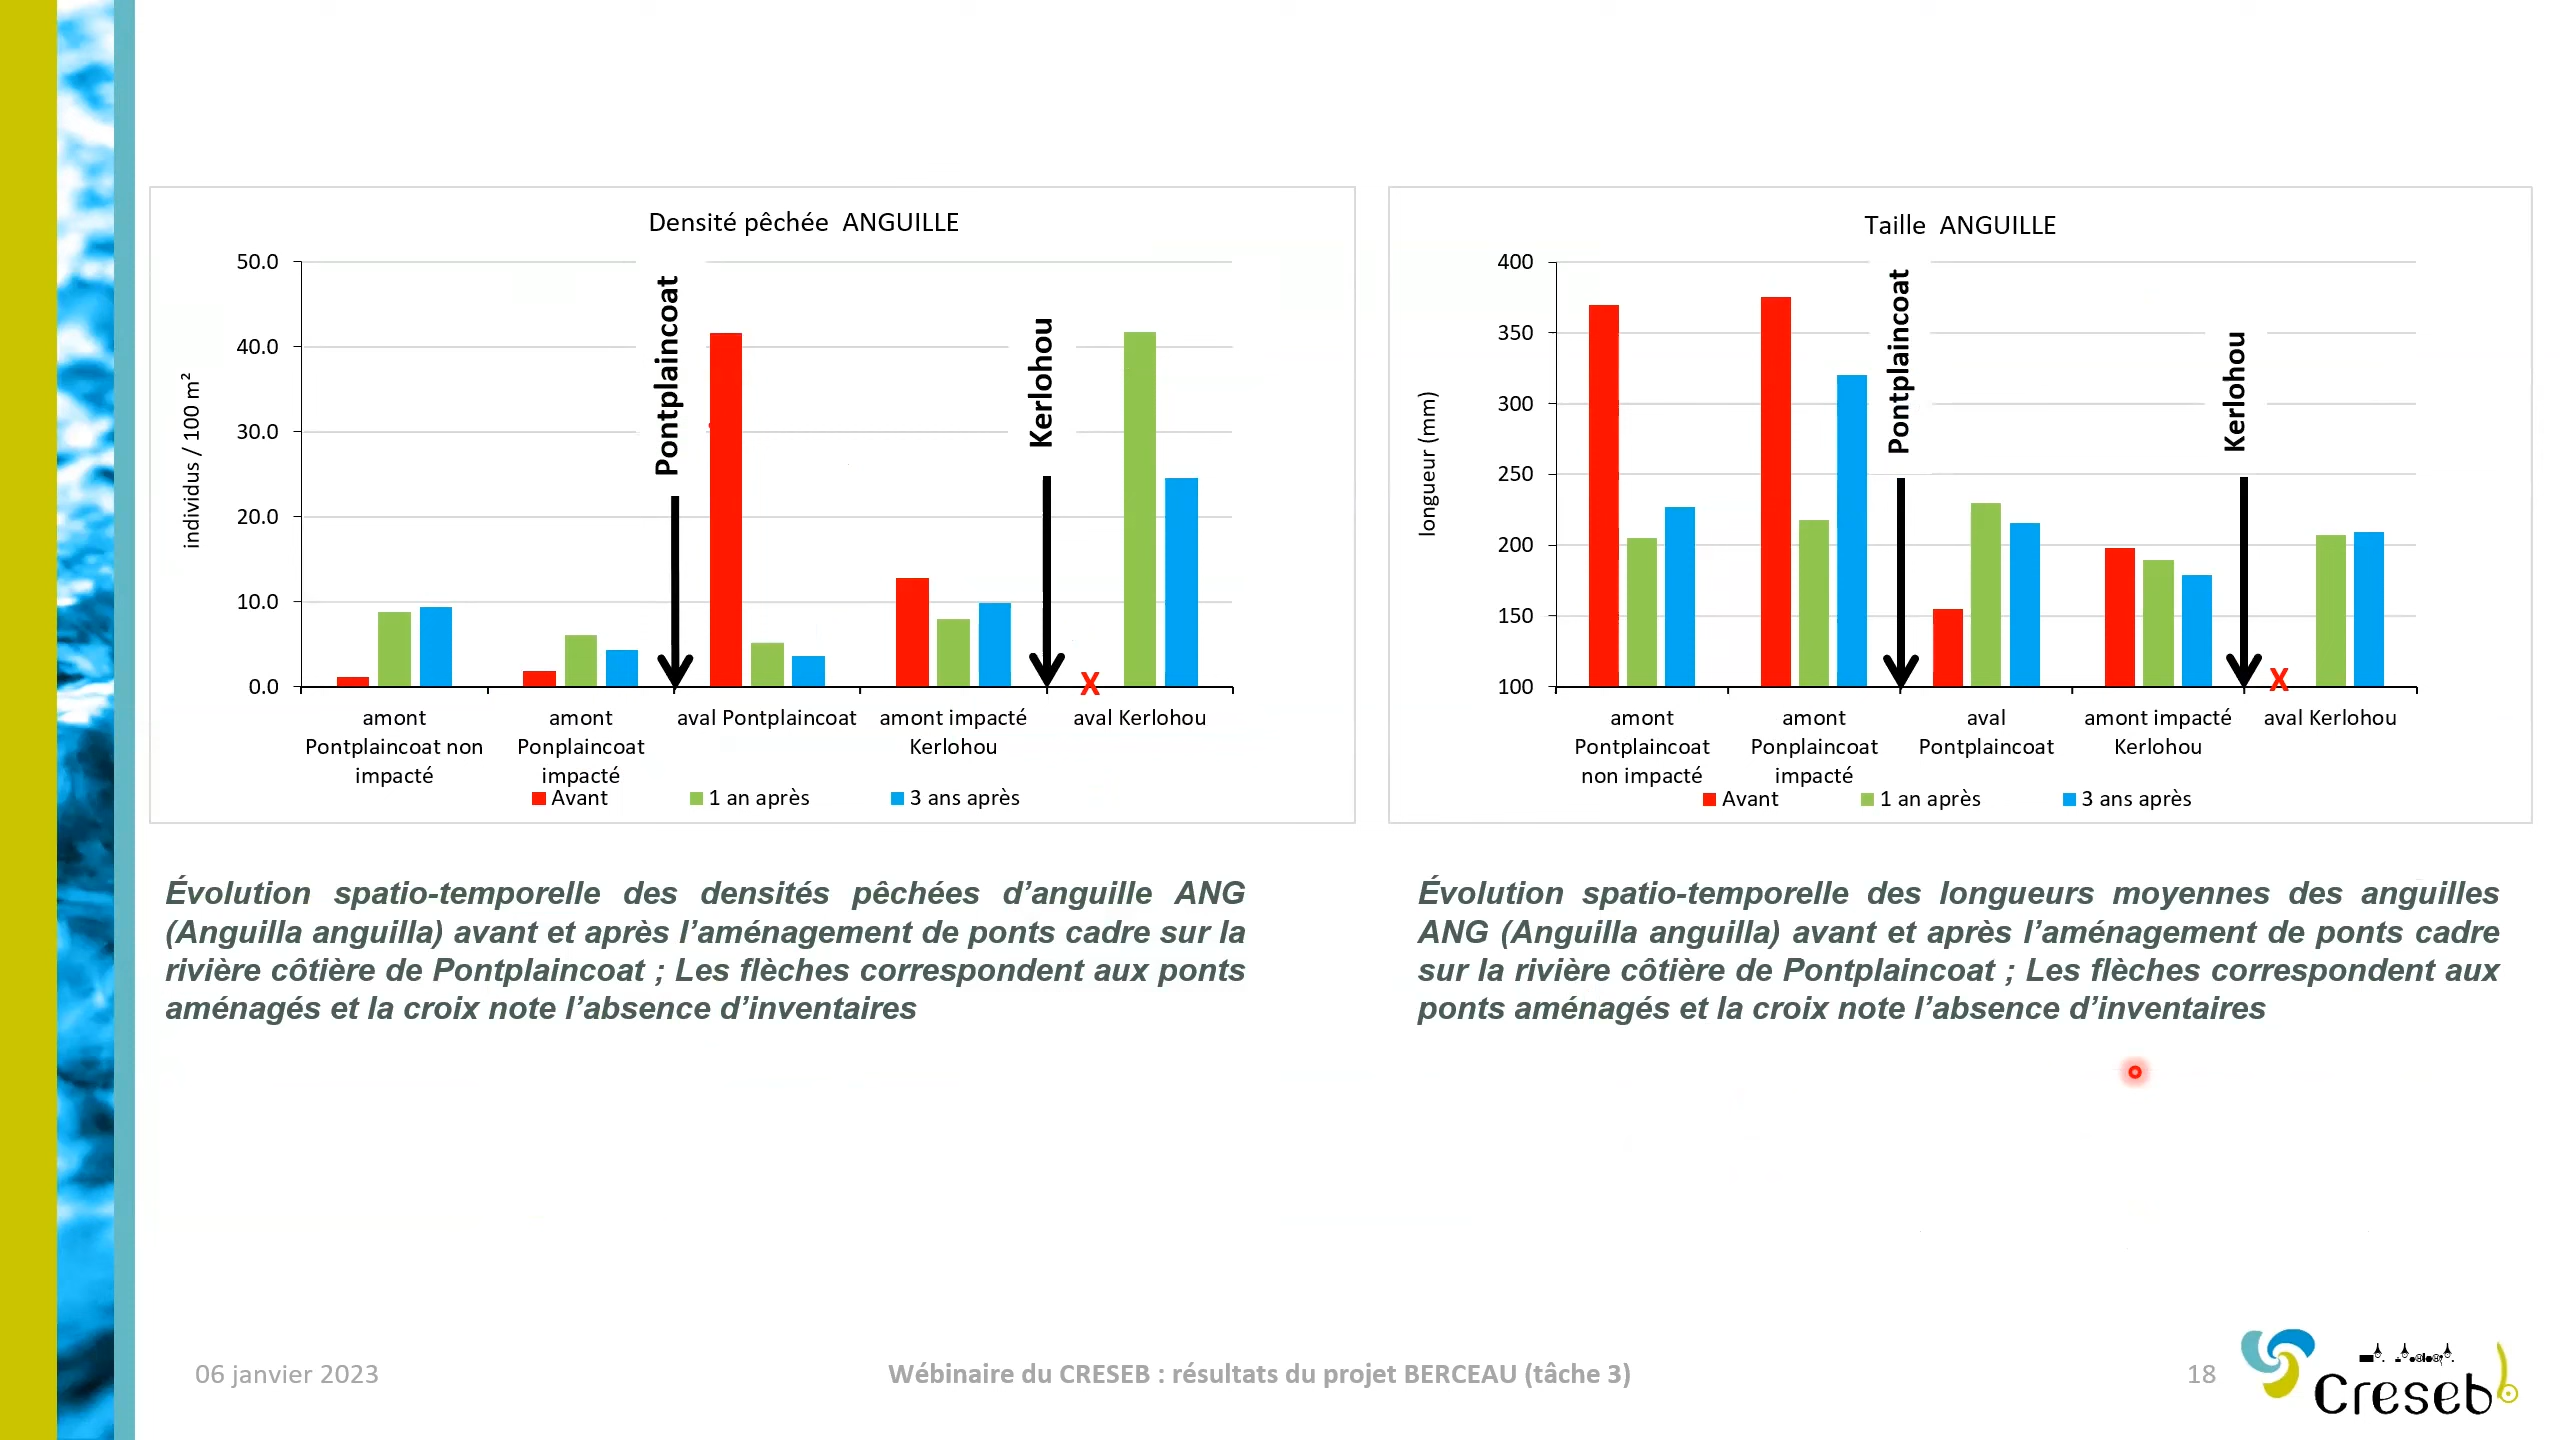 Densité pêchée ANGUILLE
50.0
40.0
30.0
20.0
10.0
0.0
individus / 100 m²
Pontplaincoat
Kerlohou
X
amont
Pontplaincoat non
impacté
amont
Ponplaincoat
impacté
aval Pontplaincoat
amont impacté
Kerlohou
aval Kerlohou
Avant
1 an après
3 ans après
Taille ANGUILLE
400
350
300
250
200
150
100
longueur (mm)
Pontplaincoat
Kerlohou
X
amont
Pontplaincoat
non impacté
amont
Ponplaincoat
impacté
aval
Pontplaincoat
amont impacté
Kerlohou
aval Kerlohou
Avant
1 an après
3 ans après
Évolution spatio-temporelle des densités pêchées d’anguille ANG
(Anguilla anguilla) avant et après l’aménagement de ponts cadre sur la
rivière côtière de Pontplaincoat ; Les flèches correspondent aux ponts
aménagés et la croix note l’absence d’inventaires
Évolution spatio-temporelle des longueurs moyennes des anguilles
ANG (Anguilla anguilla) avant et après l’aménagement de ponts cadre
sur la rivière côtière de Pontplaincoat ; Les flèches correspondent aux
ponts aménagés et la croix note l’absence d’inventaires
06 janvier 2023
Wébinaire du CRESEB : résultats du projet BERCEAU (tâche 3)
18
Creseb